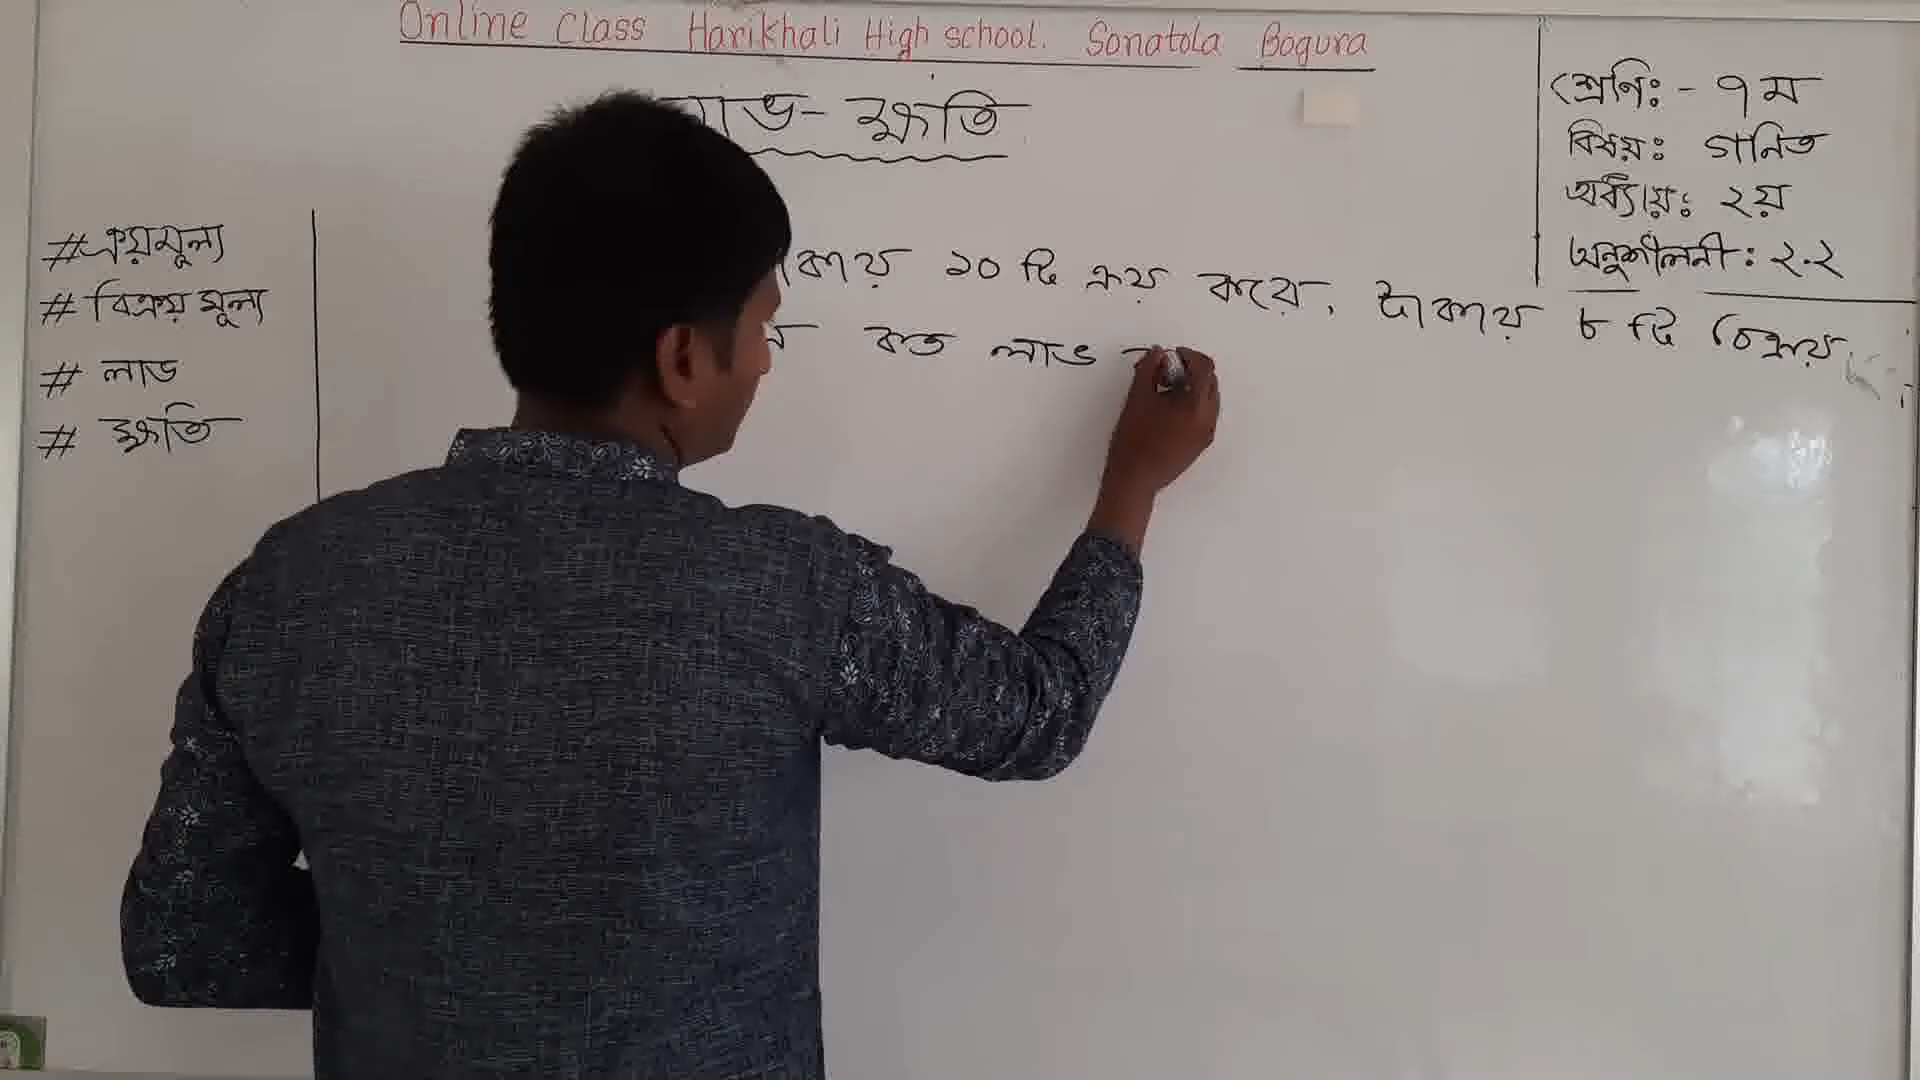 Online Class Harikhali High school. Sonatola Bogura
লাভ- ক্ষতি
শ্রেণিঃ - ৭ম
বিষয়ঃ গনিত
অধ্যায়ঃ ২য়
অনুশীলনী: ২.২
#ক্রয়মূল্য
# বিক্রয় মূল্য
# লাভ
# ক্ষতি
টাকায় ১০ টি ক্রয় করে, টাকায় ৮ টি বিক্রয়
কত লাভ